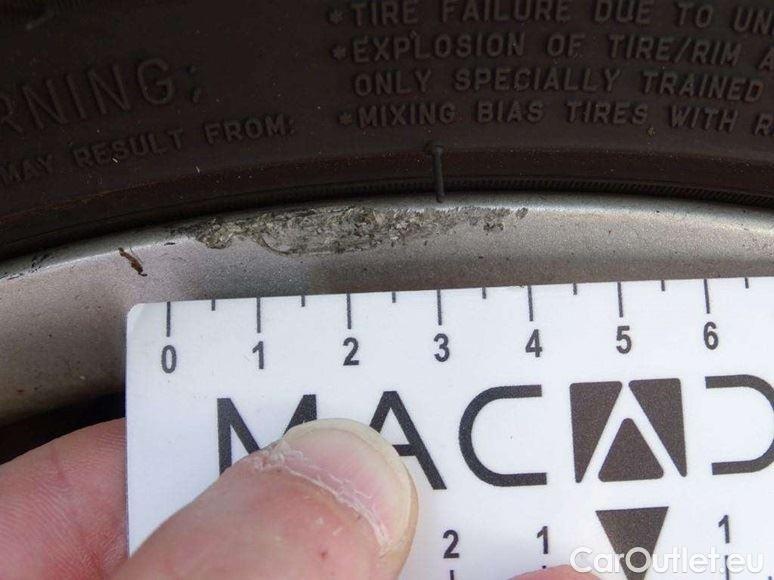 *TIRE FAILURE DUE TO UN
*EXPLOSION OF TIRE/RIM A
ONLY SPECIALLY TRAINED
*MIXING BIAS TIRES WITH R
RNING:
MAY RESULT FROM:
0 1 2 3 4 5 6
MACAD
2 1 1
CarOutlet.eu